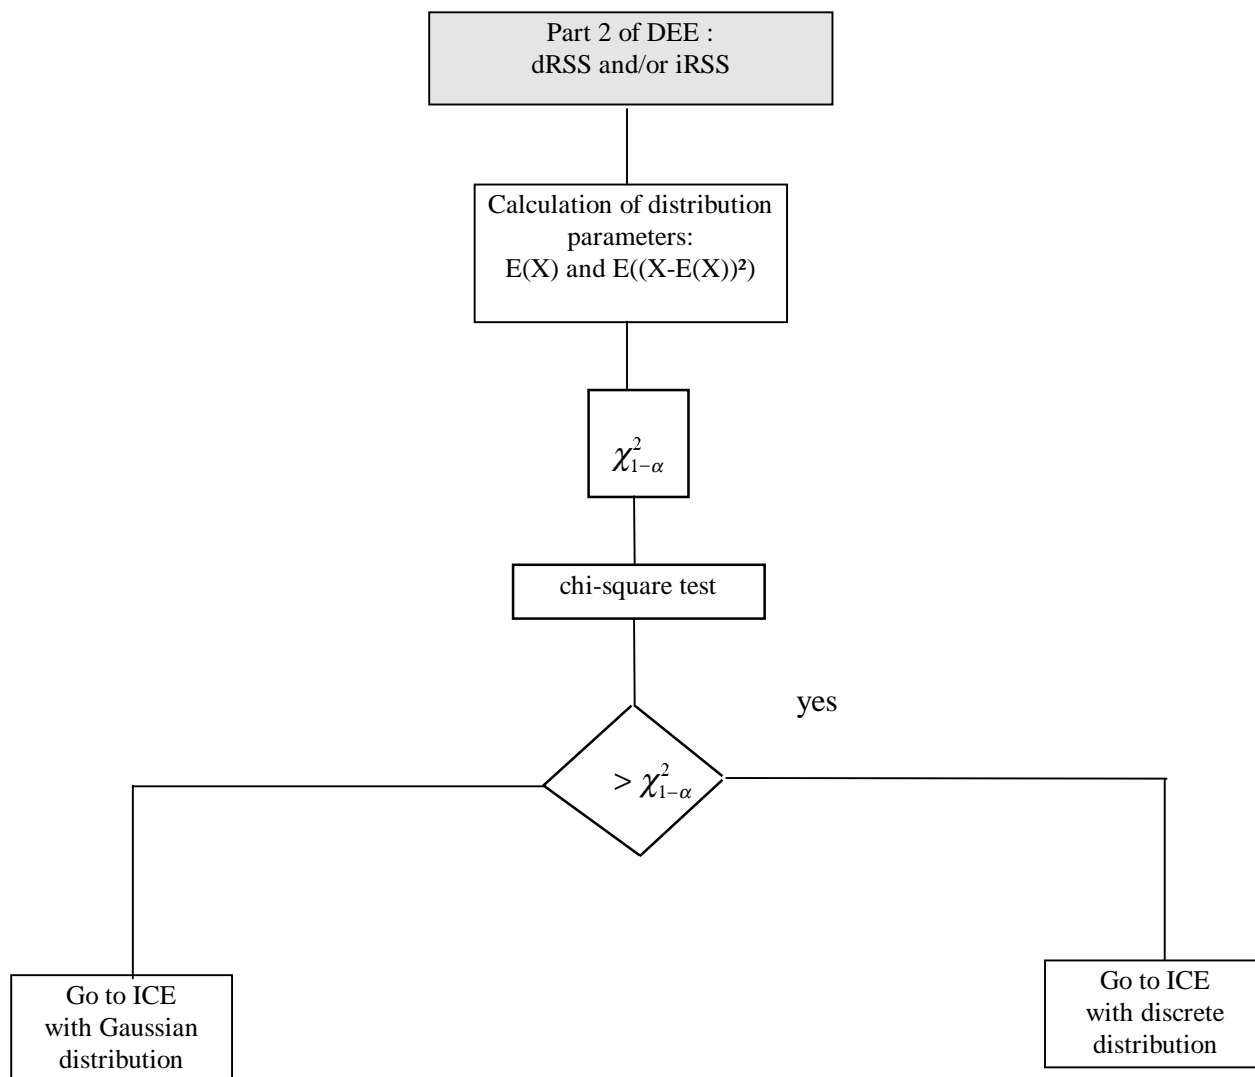 Part 2 of DEE :
dRSS and/or iRSS
Calculation of distribution
parameters:
E(X) and E((X-E(X))²)
χ²₁₋α
chi-square test
yes
> χ²₁₋α
Go to ICE
with Gaussian
distribution
Go to ICE
with discrete
distribution